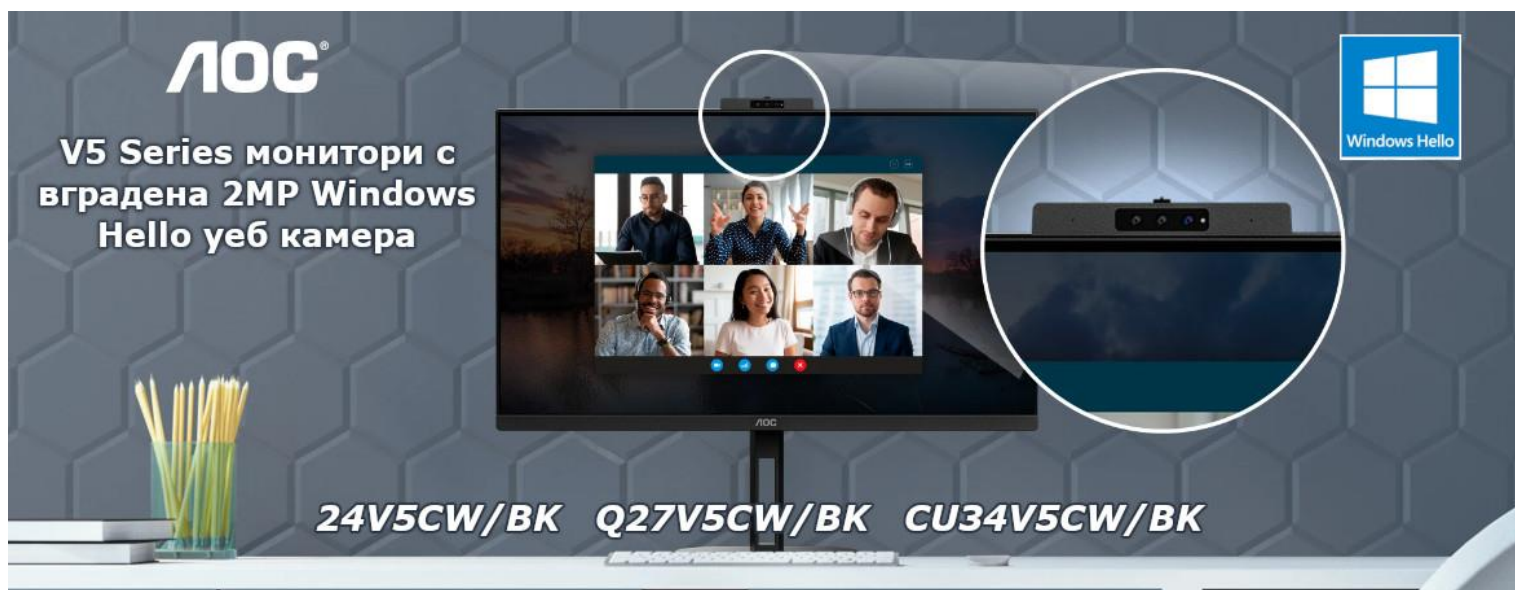 AOC®
V5 Series монитори с
вградена 2MP Windows
Hello уеб камера
Windows Hello
AOC
24V5CW/BK Q27V5CW/BK CU34V5CW/BK